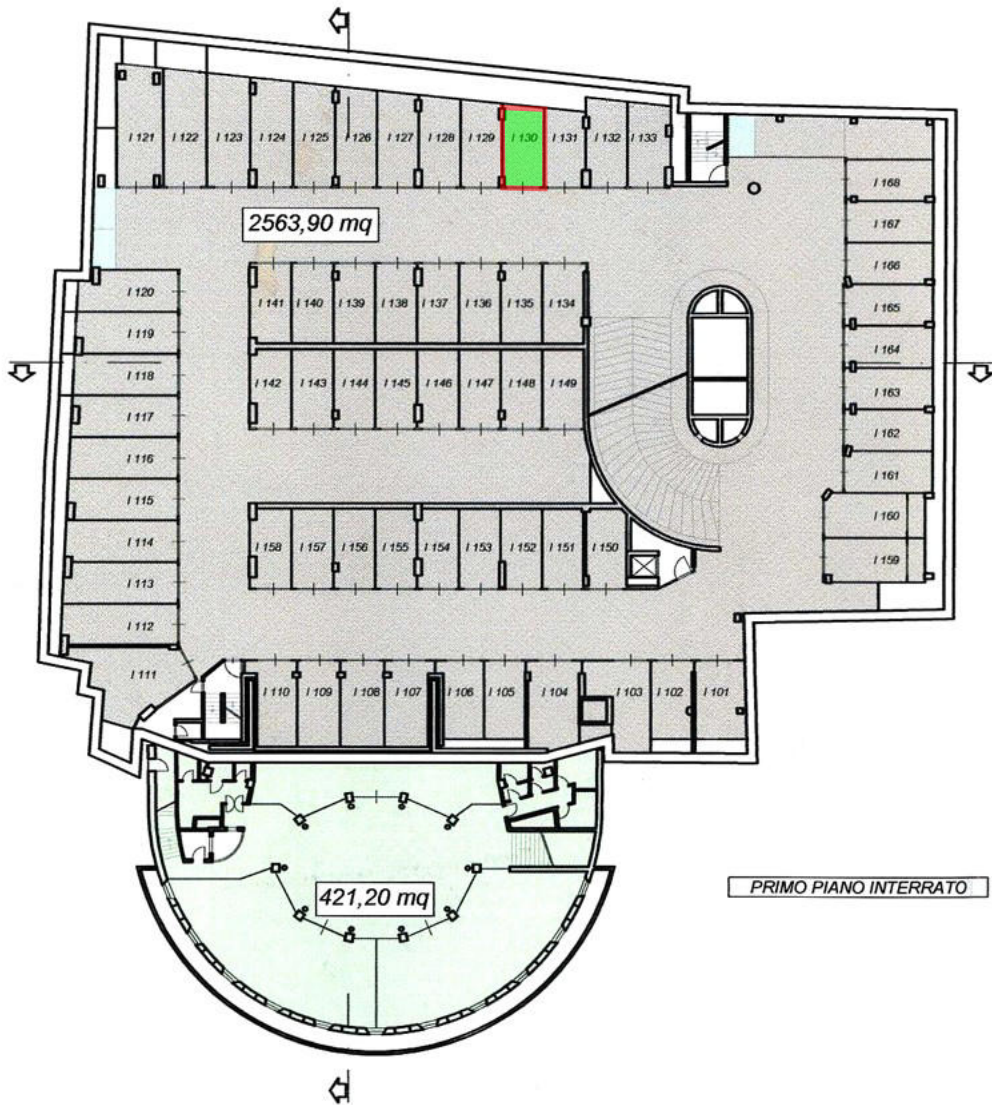 I 121
I 122
I 123
I 124
I 125
I 126
I 127
I 128
I 129
I 130
I 131
I 132
I 133
I 168
2563,90 mq
I 167
I 166
I 120
I 141
I 140
I 139
I 138
I 137
I 136
I 135
I 134
I 165
I 119
I 164
I 118
I 142
I 143
I 144
I 145
I 146
I 147
I 148
I 149
I 163
I 117
I 162
I 116
I 161
I 115
I 160
I 114
I 158
I 157
I 156
I 155
I 154
I 153
I 152
I 151
I 150
I 159
I 113
I 112
I 111
I 110
I 109
I 108
I 107
I 106
I 105
I 104
I 103
I 102
I 101
421,20 mq
PRIMO PIANO INTERRATO